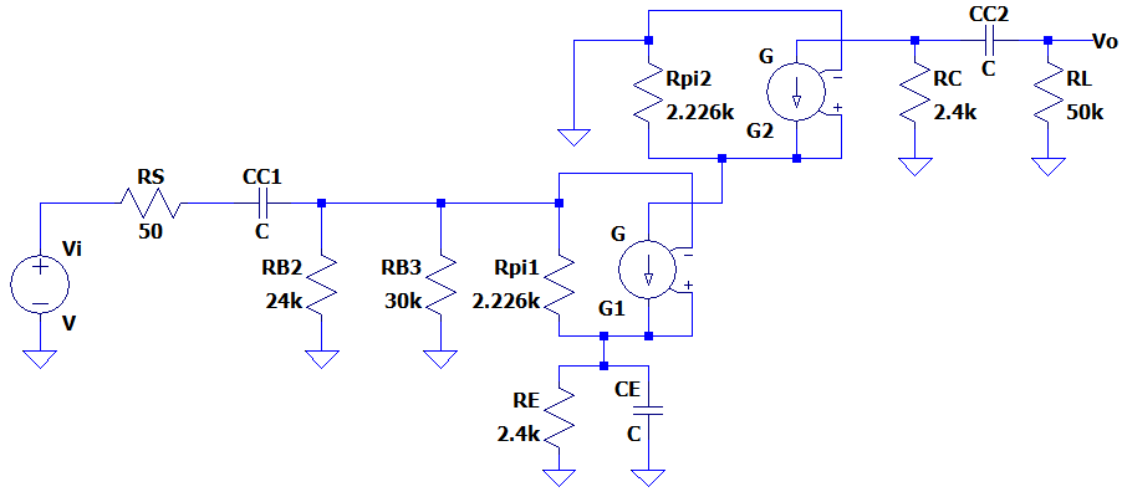 CC2
Vo
G
C
Rpi2
2.226k
−
+
G2
RC
2.4k
RL
50k
RS
50
CC1
C
Vi
+
−
V
RB2
24k
RB3
30k
Rpi1
2.226k
G
−
+
G1
RE
2.4k
CE
C